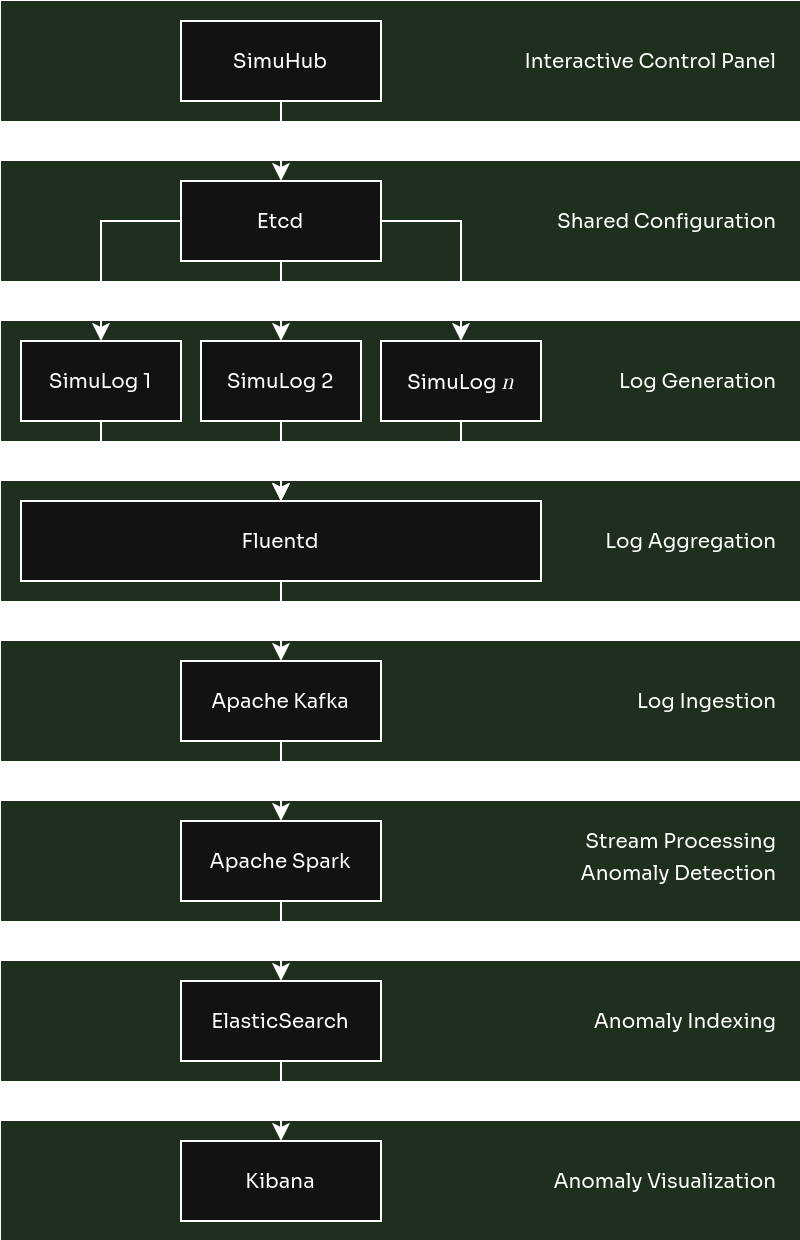 SimuHub
Interactive Control Panel
Etcd
Shared Configuration
SimuLog 1
SimuLog 2
SimuLog n
Log Generation
Fluentd
Log Aggregation
Apache Kafka
Log Ingestion
Apache Spark
Stream Processing
Anomaly Detection
ElasticSearch
Anomaly Indexing
Kibana
Anomaly Visualization